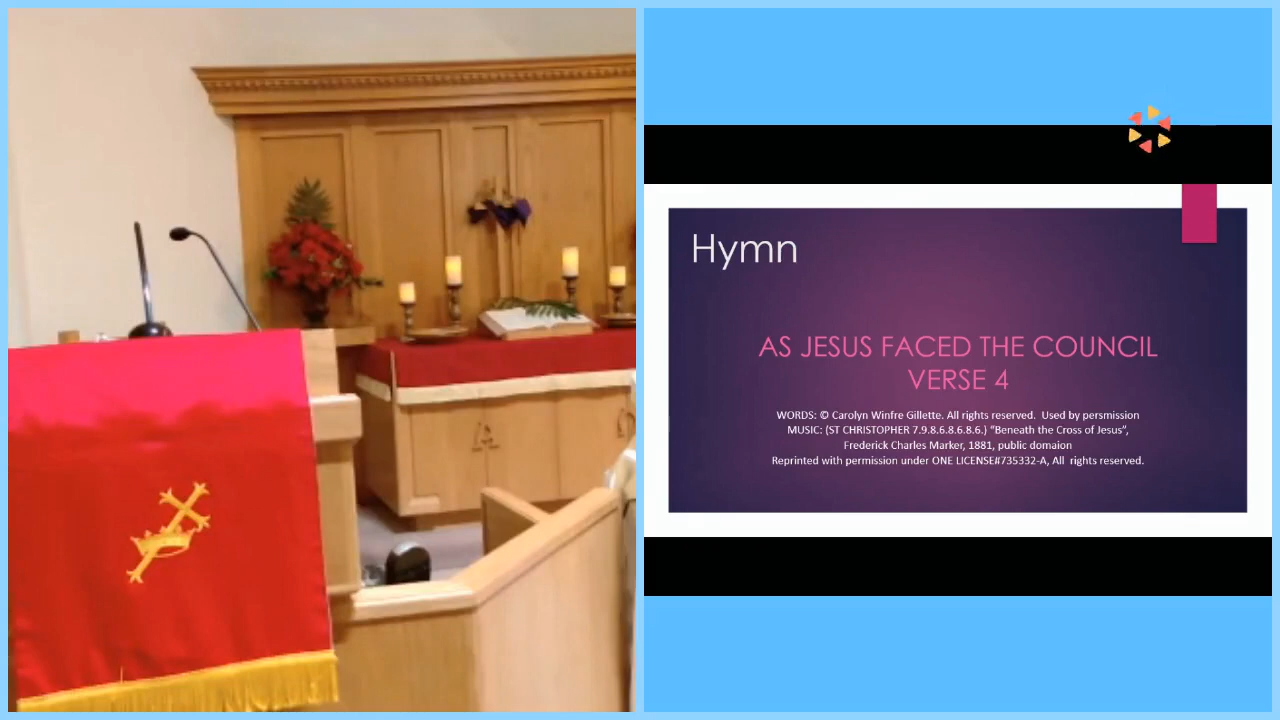 Hymn
AS JESUS FACED THE COUNCIL
VERSE 4
WORDS: © Carolyn Winfre Gillette. All rights reserved. Used by persmission
MUSIC: (ST CHRISTOPHER 7.9.8.6.8.6.8.6.) “Beneath the Cross of Jesus”,
Frederick Charles Marker, 1881, public domaion
Reprinted with permission under ONE LICENSE#735332-A, All rights reserved.